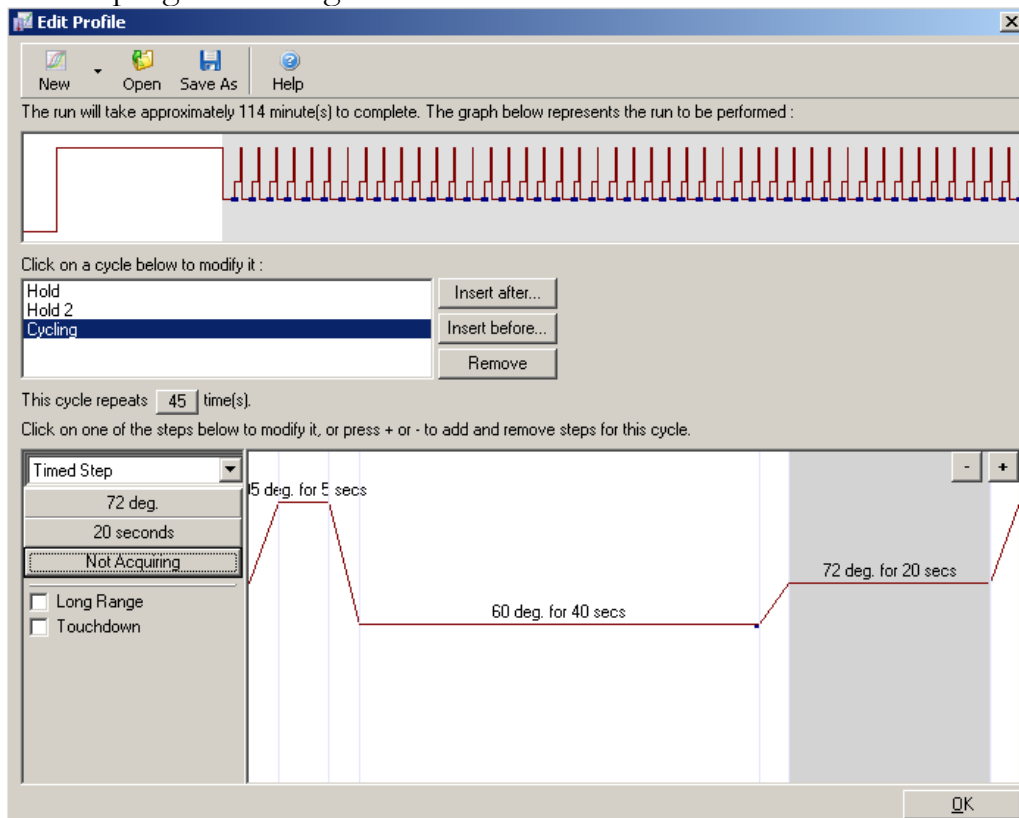 Edit Profile
New Open Save As Help
The run will take approximately 114 minute(s) to complete. The graph below represents the run to be performed :
Click on a cycle below to modify it :
Hold
Hold 2
Cycling
Insert after...
Insert before...
Remove
This cycle repeats 45 time(s).
Click on one of the steps below to modify it, or press + or - to add and remove steps for this cycle.
Timed Step
72 deg.
20 seconds
Not Acquiring
Long Range
Touchdown
5 deg. for 5 secs
60 deg. for 40 secs
72 deg. for 20 secs
- +
OK